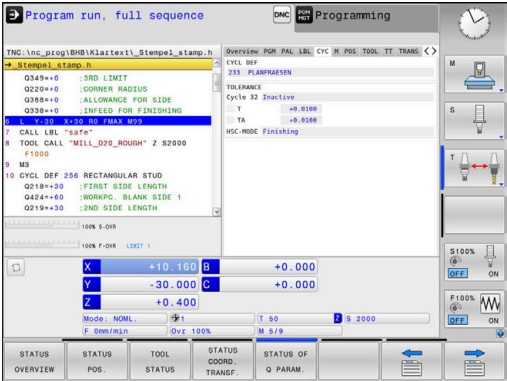 Program run, full sequence
DNC
PGM MGT
Programming
TNC:\nc_prog\BHB\Klartext\_Stempel_stamp.h
→_Stempel_stamp.h
Q349=+0 ;3RD LIMIT
Q220=+0 ;CORNER RADIUS
Q368=+0 ;ALLOWANCE FOR SIDE
Q338=+0 ;INFEED FOR FINISHING
6 L Y-30 X+30 R0 FMAX M99
7 CALL LBL "safe"
8 TOOL CALL "MILL_D20_ROUGH" Z S2000
F1000
9 M3
10 CYCL DEF 256 RECTANGULAR STUD
Q218=+30 ;FIRST SIDE LENGTH
Q424=+60 ;WORKPC. BLANK SIDE 1
Q219=+30 ;2ND SIDE LENGTH
Overview PGM PAL LBL CYC M POS TOOL TT TRANS
CYCL DEF
233 PLANFRAESEN
TOLERANCE
Cycle 32 Inactive
T +0.0100
TA +0.0100
HSC-MODE Finishing
100% S-OVR
100% F-OVR LIMIT 1
X +10.160 B +0.000
Y -30.000 C +0.000
Z +0.400
Mode: NOML. 1 T 50 Z S 2000
F 0mm/min Ovr 100% M 5/9
M
S
T
S100%
OFF ON
F100%
OFF ON
STATUS OVERVIEW
STATUS POS.
TOOL STATUS
STATUS COORD. TRANSF.
STATUS OF Q PARAM.